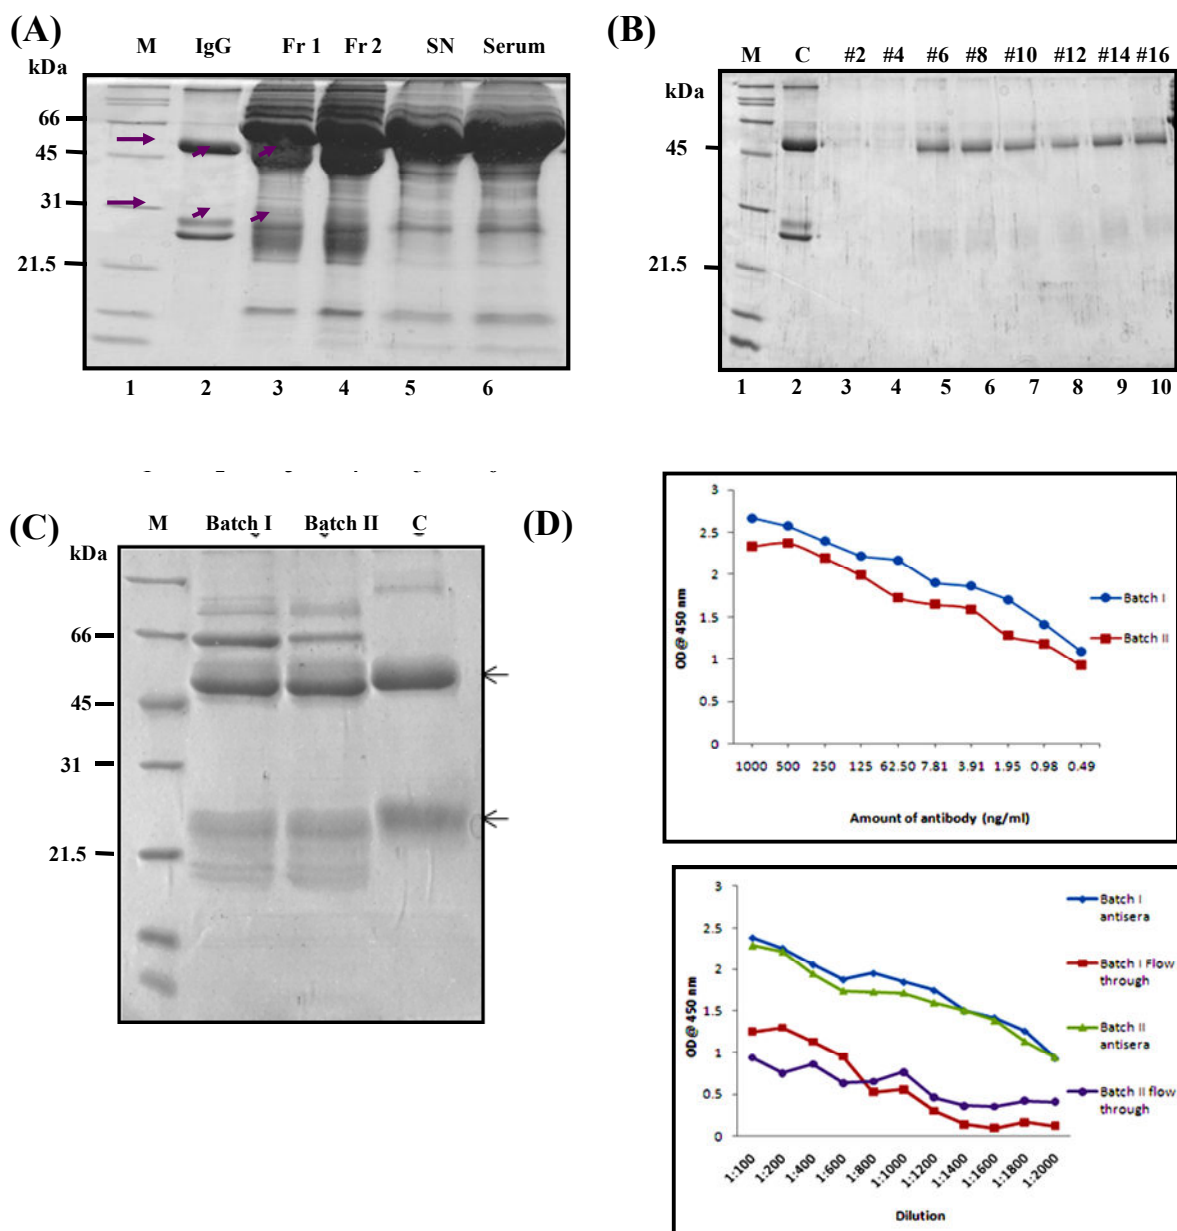 (A)
M IgG Fr 1 Fr 2 SN Serum
kDa
66
45
31
21.5
1 2 3 4 5 6
(B)
M C #2 #4 #6 #8 #10 #12 #14 #16
kDa
45
21.5
1 2 3 4 5 6 7 8 9 10
(C)
M Batch I Batch II C
kDa
66
45
31
21.5
(D)
3
2.5
2
1.5
1
0.5
0
OD @ 450 nm
1000 500 250 125 62.50 7.81 3.91 1.95 0.98 0.49
Amount of antibody (ng/ml)
Batch I
Batch II
3
2.5
2
1.5
1
0.5
0
OD @ 450 nm
1:100 1:200 1:400 1:600 1:800 1:1000 1:1200 1:1400 1:1600 1:1800 1:2000
Dilution
Batch I
antisera
Batch I Flow
through
Batch II
antisera
Batch II flow
through